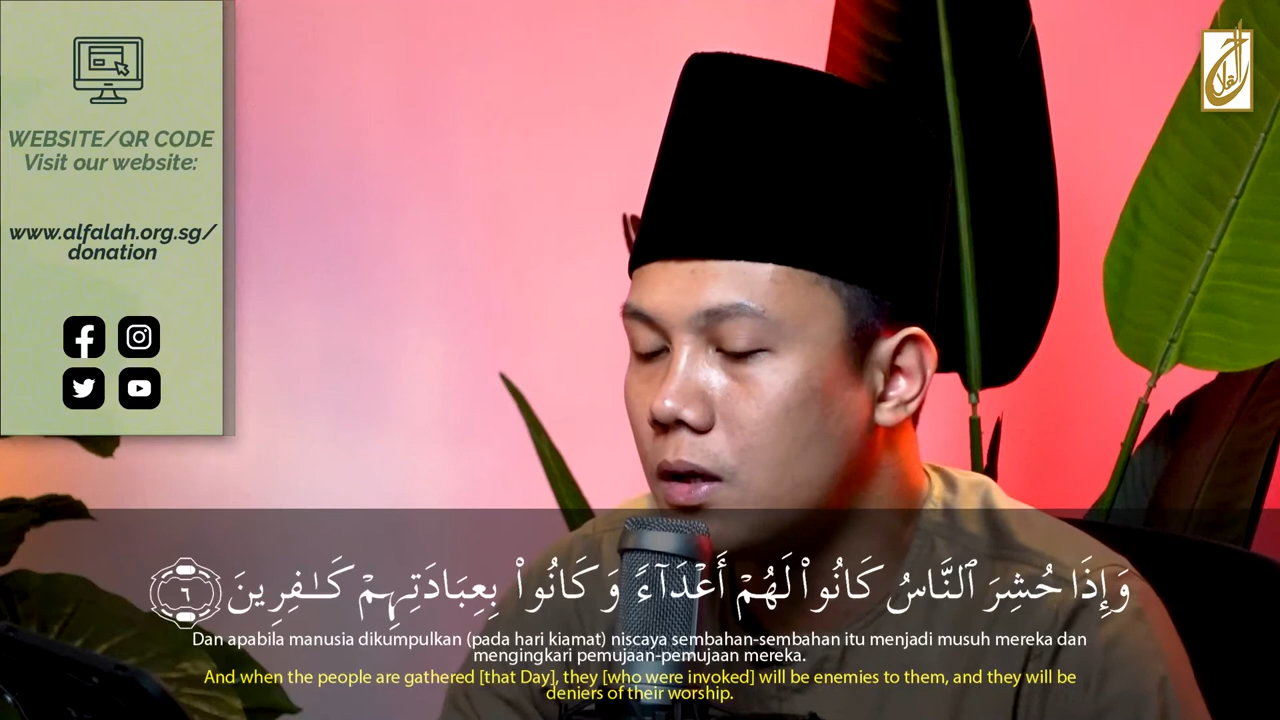 WEBSITE/QR CODE
Visit our website:
www.alfalah.org.sg/
donation
وَإِذَا حُشِرَ ٱلنَّاسُ كَانُوا۟ لَهُمْ أَعْدَآءً وَكَانُوا۟ بِعِبَادَتِهِمْ كَـٰفِرِينَ ٦
Dan apabila manusia dikumpulkan (pada hari kiamat) niscaya sembahan-sembahan itu menjadi musuh mereka dan
mengingkari pemujaan-pemujaan mereka.
And when the people are gathered [that Day], they [who were invoked] will be enemies to them, and they will be
deniers of their worship.